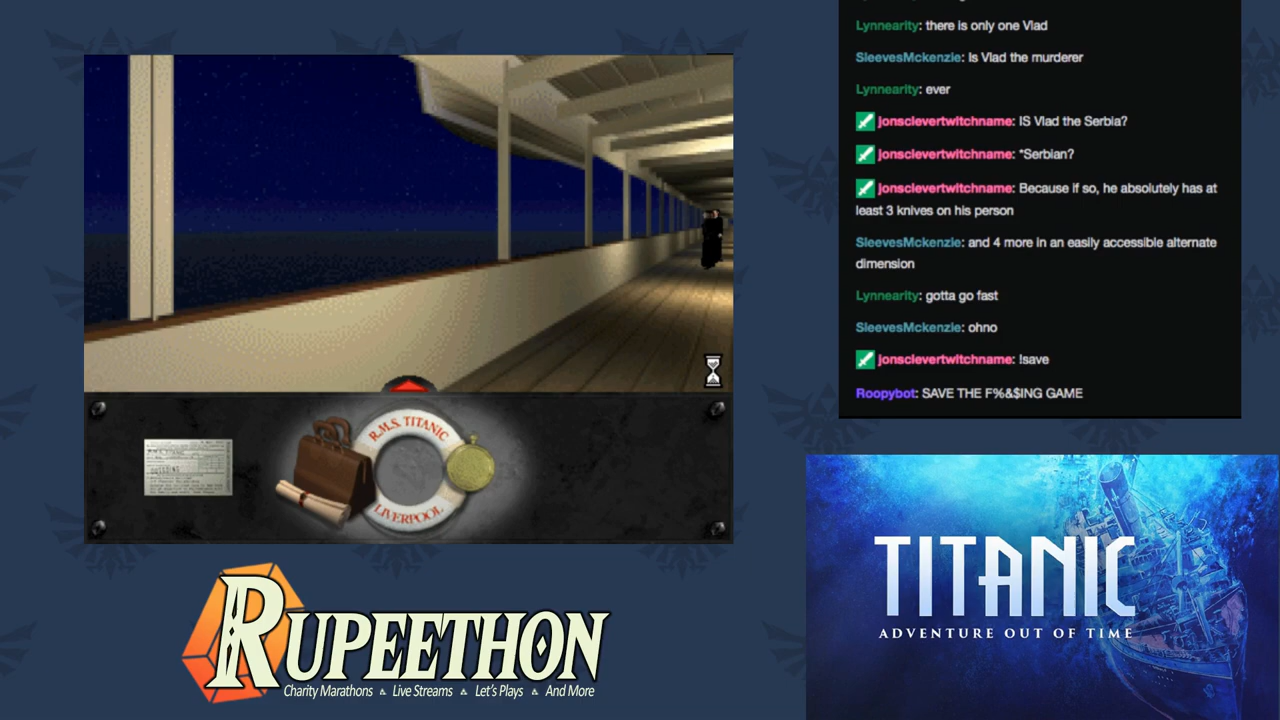 Lynnearity: there is only one Vlad
SleevesMckenzie: Is Vlad the murderer
Lynnearity: ever
jonsclevertwitchname: IS Vlad the Serbia?
jonsclevertwitchname: *Serbian?
jonsclevertwitchname: Because if so, he absolutely has at
least 3 knives on his person
SleevesMckenzie: and 4 more in an easily accessible alternate
dimension
Lynnearity: gotta go fast
SleevesMckenzie: ohno
jonsclevertwitchname: !save
Roopybot: SAVE THE F%&$ING GAME
R.M.S. TITANIC
LIVERPOOL
TITANIC
ADVENTURE OUT OF TIME
RUPEETHON
Charity Marathons Live Streams Let's Plays And More